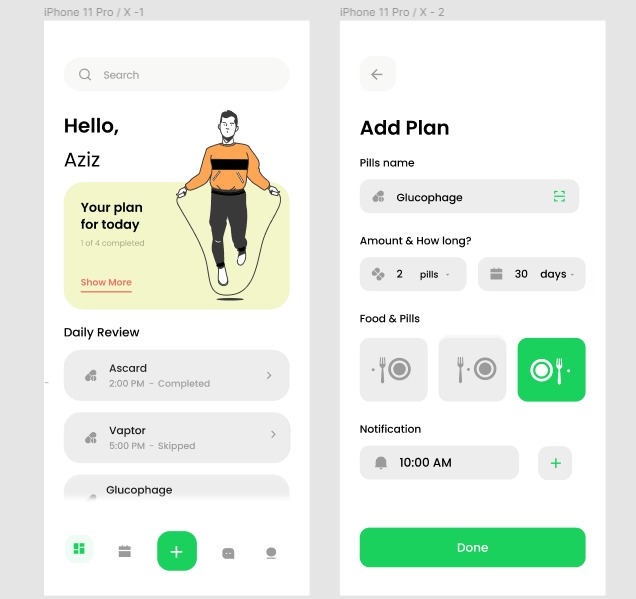 iPhone 11 Pro / X -1
Search
Hello,
Aziz
Your plan
for today
1 of 4 completed
Show More
Daily Review
Ascard
2:00 PM - Completed
Vaptor
5:00 PM - Skipped
Glucophage
iPhone 11 Pro / X - 2
Add Plan
Pills name
Glucophage
Amount & How long?
2 pills
30 days
Food & Pills
Notification
10:00 AM
Done